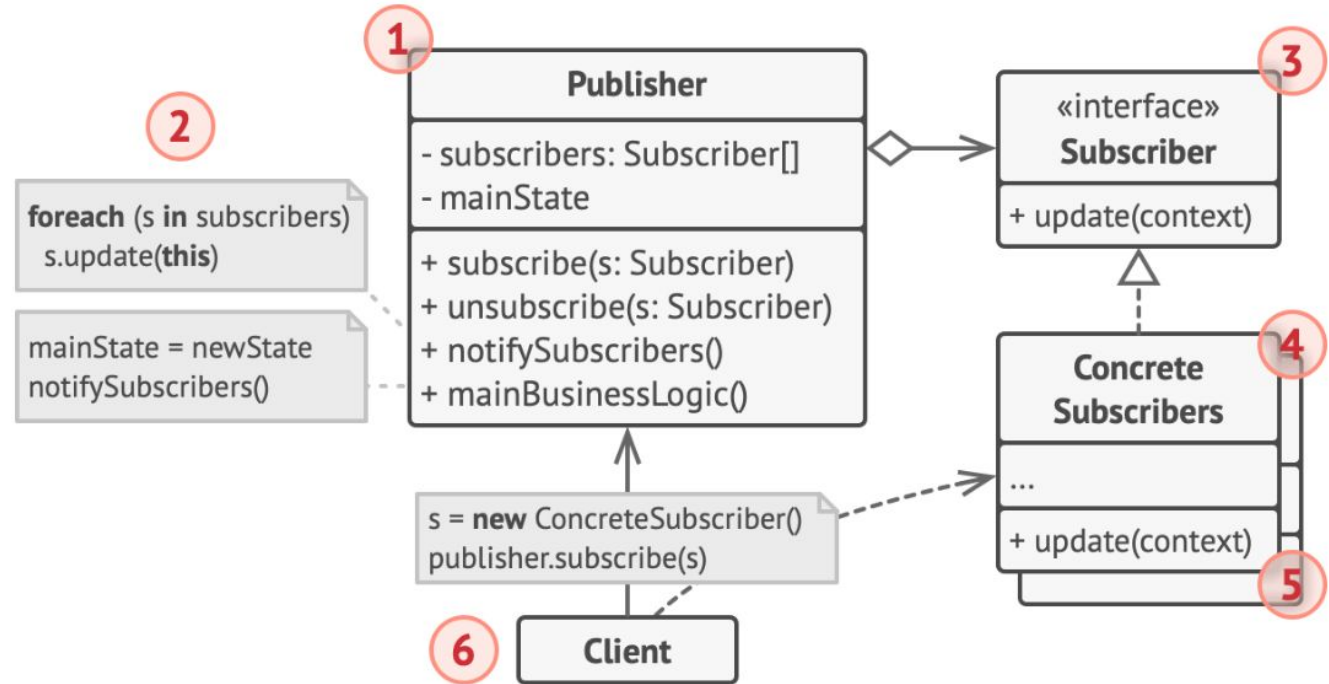 1
Publisher
- subscribers: Subscriber[]
- mainState
+ subscribe(s: Subscriber)
+ unsubscribe(s: Subscriber)
+ notifySubscribers()
+ mainBusinessLogic()
2
foreach (s in subscribers)
s.update(this)
mainState = newState
notifySubscribers()
3
«interface»
Subscriber
+ update(context)
4
Concrete
Subscribers
...
+ update(context)
5
s = new ConcreteSubscriber()
publisher.subscribe(s)
6
Client